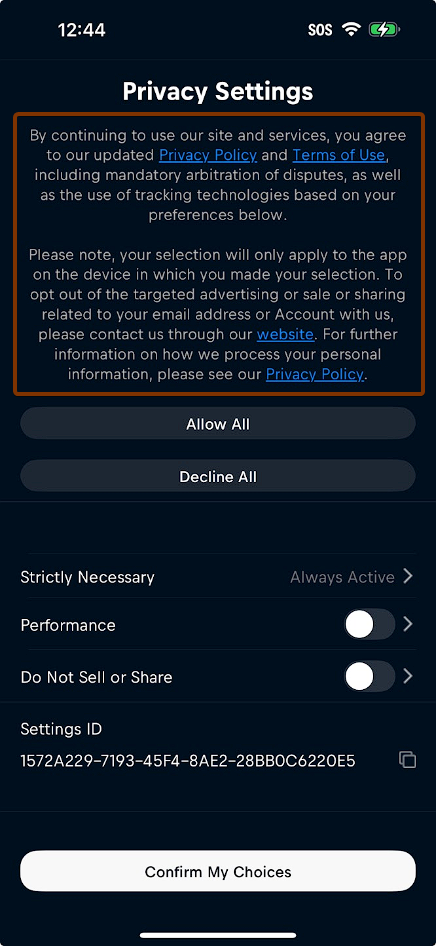 12:44
SOS
Privacy Settings
By continuing to use our site and services, you agree
to our updated Privacy Policy and Terms of Use,
including mandatory arbitration of disputes, as well
as the use of tracking technologies based on your
preferences below.
Please note, your selection will only apply to the app
on the device in which you made your selection. To
opt out of the targeted advertising or sale or sharing
related to your email address or Account with us,
please contact us through our website. For further
information on how we process your personal
information, please see our Privacy Policy.
Allow All
Decline All
Strictly Necessary Always Active
Performance
Do Not Sell or Share
Settings ID
1572A229-7193-45F4-8AE2-28BB0C6220E5
Confirm My Choices